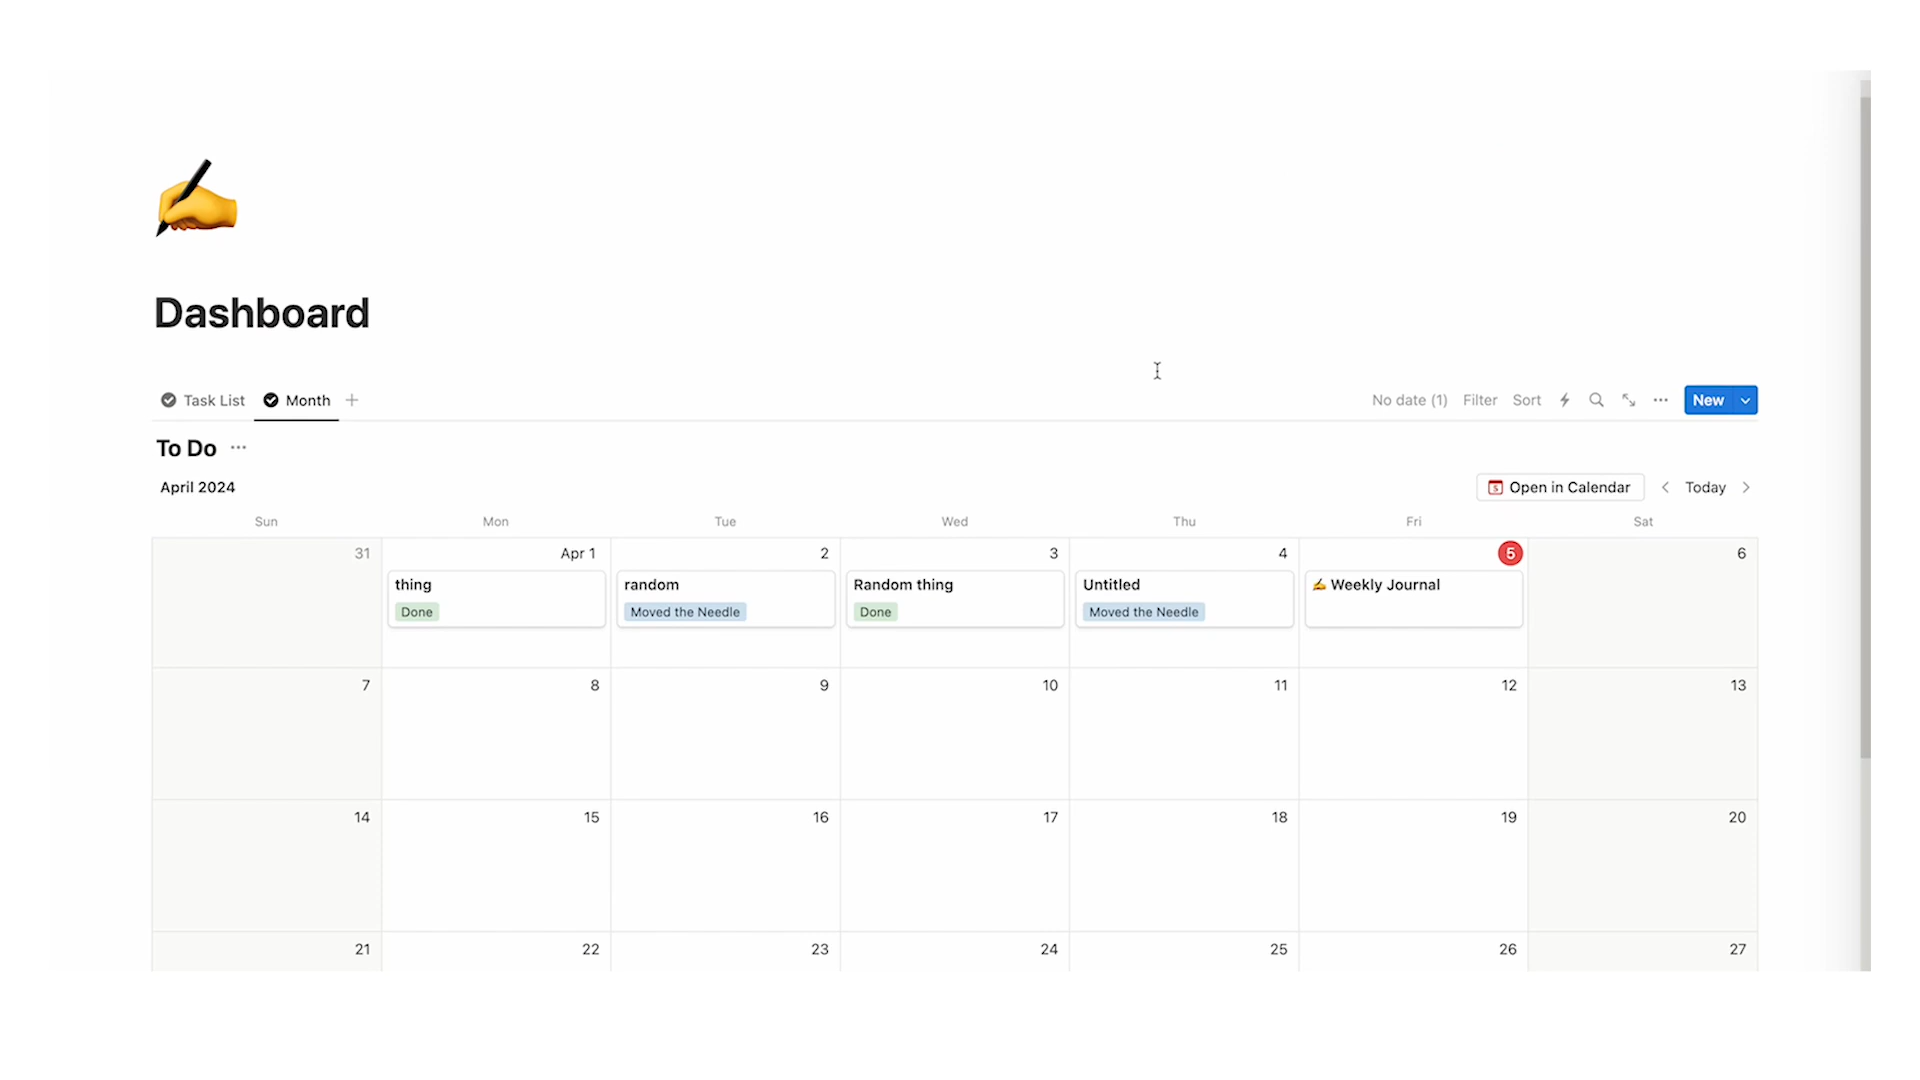 Dashboard
Task List Month + No date (1) Filter Sort New
To Do ...
April 2024 Open in Calendar < Today >
Sun Mon Tue Wed Thu Fri Sat
31 Apr 1 2 3 4 5 6
thing random Random thing Untitled Weekly Journal
Done Moved the Needle Done Moved the Needle
7 8 9 10 11 12 13
14 15 16 17 18 19 20
21 22 23 24 25 26 27